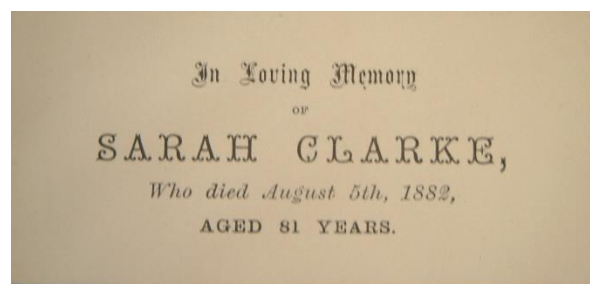 In Loving Memory
OF
SARAH CLARKE,
Who died August 5th, 1882,
AGED 81 YEARS.